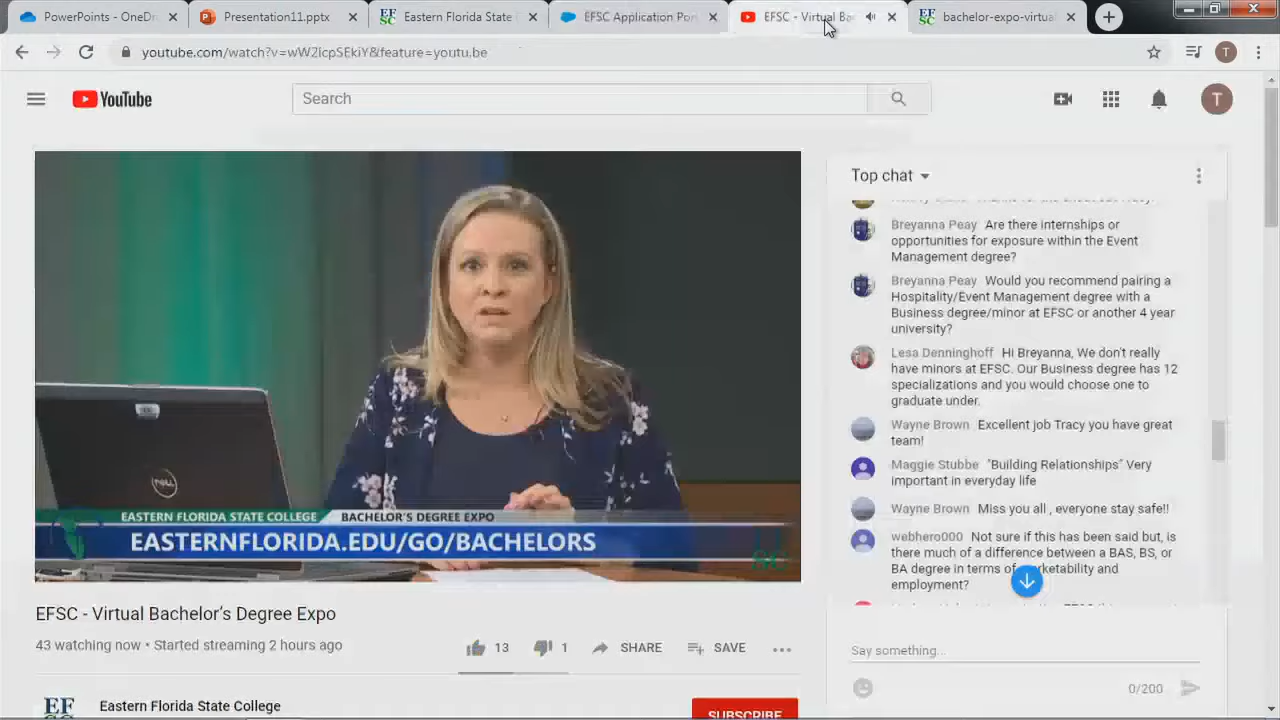 PowerPoints - OneDr
Presentation11.pptx
Eastern Florida State
EFSC Application Por
EFSC - Virtual Ba
bachelor-expo-virtua
youtube.com/watch?v=wW2icpSEkiY&feature=youtu.be
T
YouTube
Search
T
Top chat
Breyanna Peay Are there internships or
opportunities for exposure within the Event
Management degree?
Breyanna Peay Would you recommend pairing a
Hospitality/Event Management degree with a
Business degree/minor at EFSC or another 4 year
university?
Lesa Denninghoff Hi Breyanna, We don't really
have minors at EFSC. Our Business degree has 12
specializations and you would choose one to
graduate under.
Wayne Brown Excellent job Tracy you have great
team!
Maggie Stubbe "Building Relationships" Very
important in everyday life
Wayne Brown Miss you all , everyone stay safe!!
webhero000 Not sure if this has been said but, is
there much of a difference between a BAS, BS, or
BA degree in terms of marketability and
employment?
Say something...
0/200
DELL
EASTERN FLORIDA STATE COLLEGE BACHELOR'S DEGREE EXPO
EASTERNFLORIDA.EDU/GO/BACHELORS
EFSC
EFSC - Virtual Bachelor's Degree Expo
43 watching now • Started streaming 2 hours ago
13
1
SHARE
SAVE
EFSC
Eastern Florida State College
SUBSCRIBE